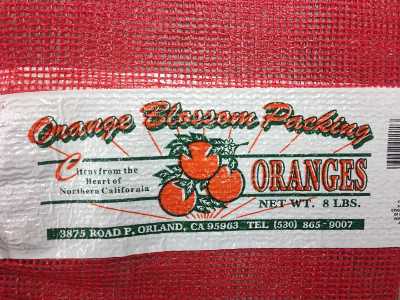 Orange Blossom Packing
Citrus from the
Heart of
Northern California
ORANGES
NET WT. 8 LBS.
3875 ROAD P. ORLAND, CA 95963 TEL (530) 865-9007